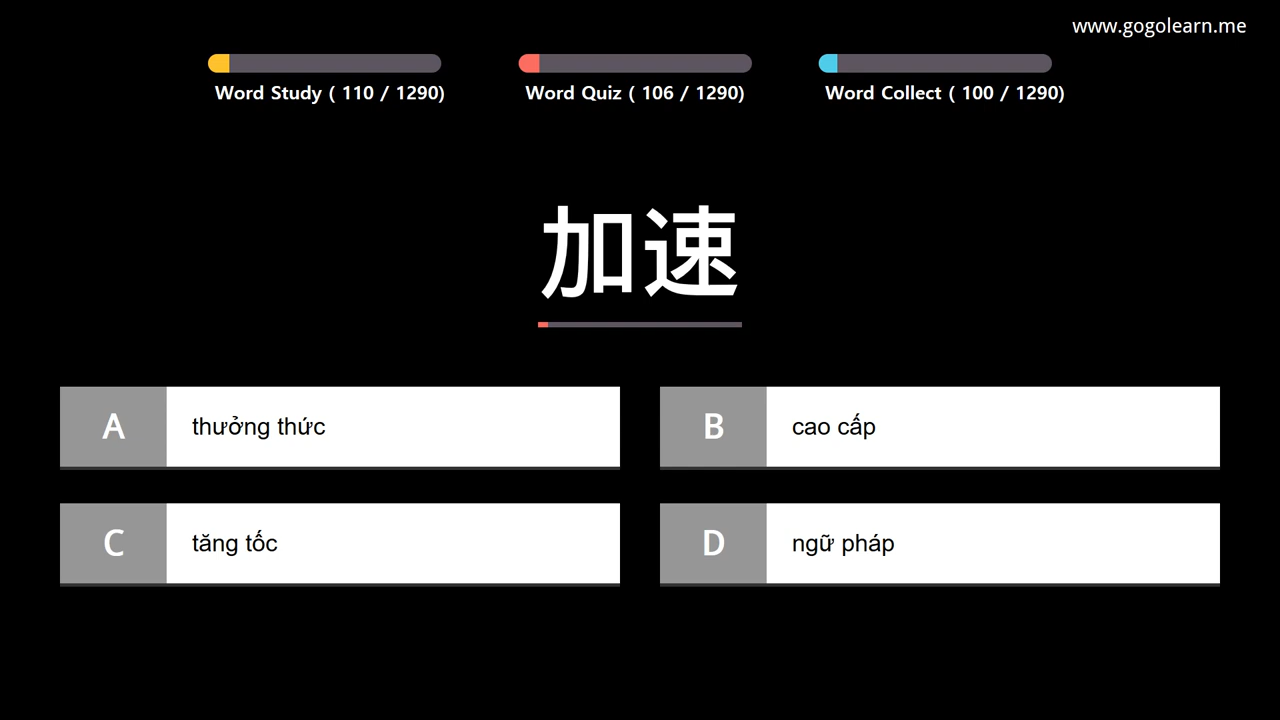 www.gogolearn.me
Word Study ( 110 / 1290)
Word Quiz ( 106 / 1290)
Word Collect ( 100 / 1290)
加速
A thưởng thức
B cao cấp
C tăng tốc
D ngữ pháp